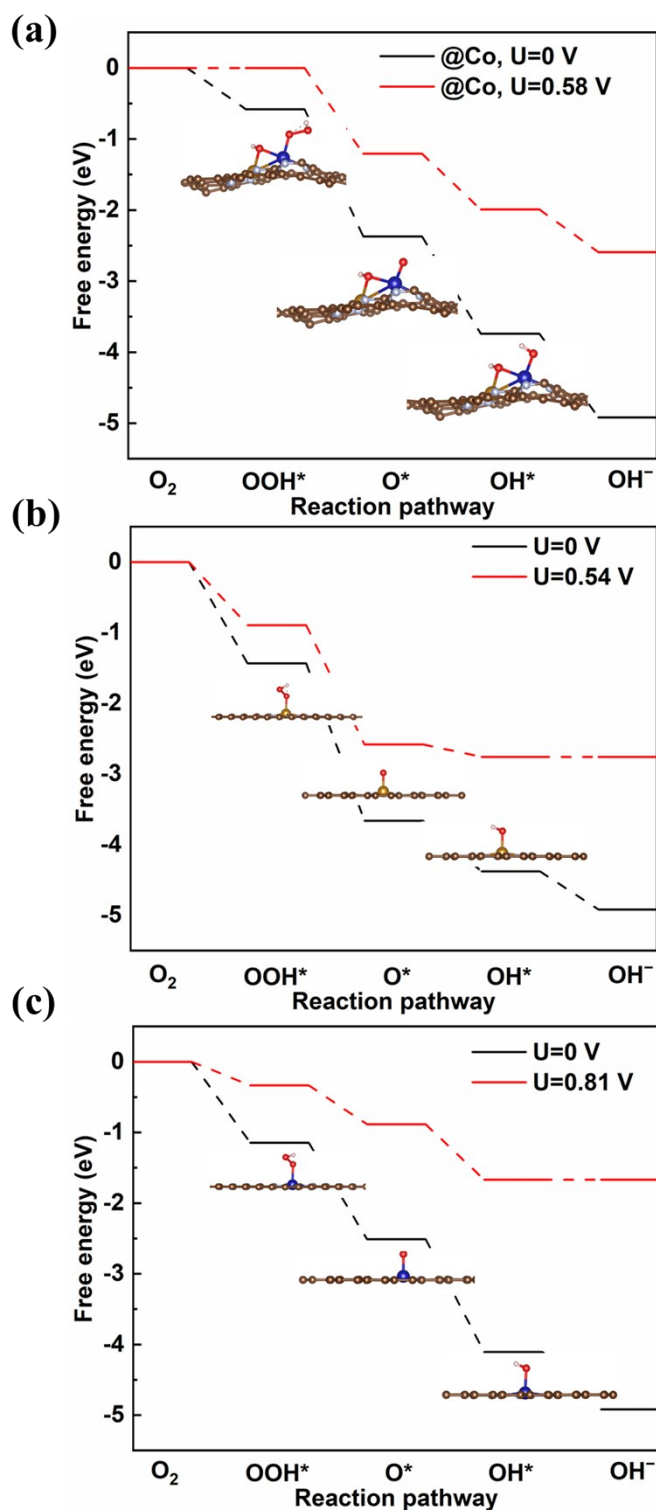 (a)
@Co, U=0 V
@Co, U=0.58 V
Free energy (eV)
0
-1
-2
-3
-4
-5
O₂ OOH* O* OH* OH⁻
Reaction pathway
(b)
U=0 V
U=0.54 V
Free energy (eV)
0
-1
-2
-3
-4
-5
O₂ OOH* O* OH* OH⁻
Reaction pathway
(c)
U=0 V
U=0.81 V
Free energy (eV)
0
-1
-2
-3
-4
-5
O₂ OOH* O* OH* OH⁻
Reaction pathway